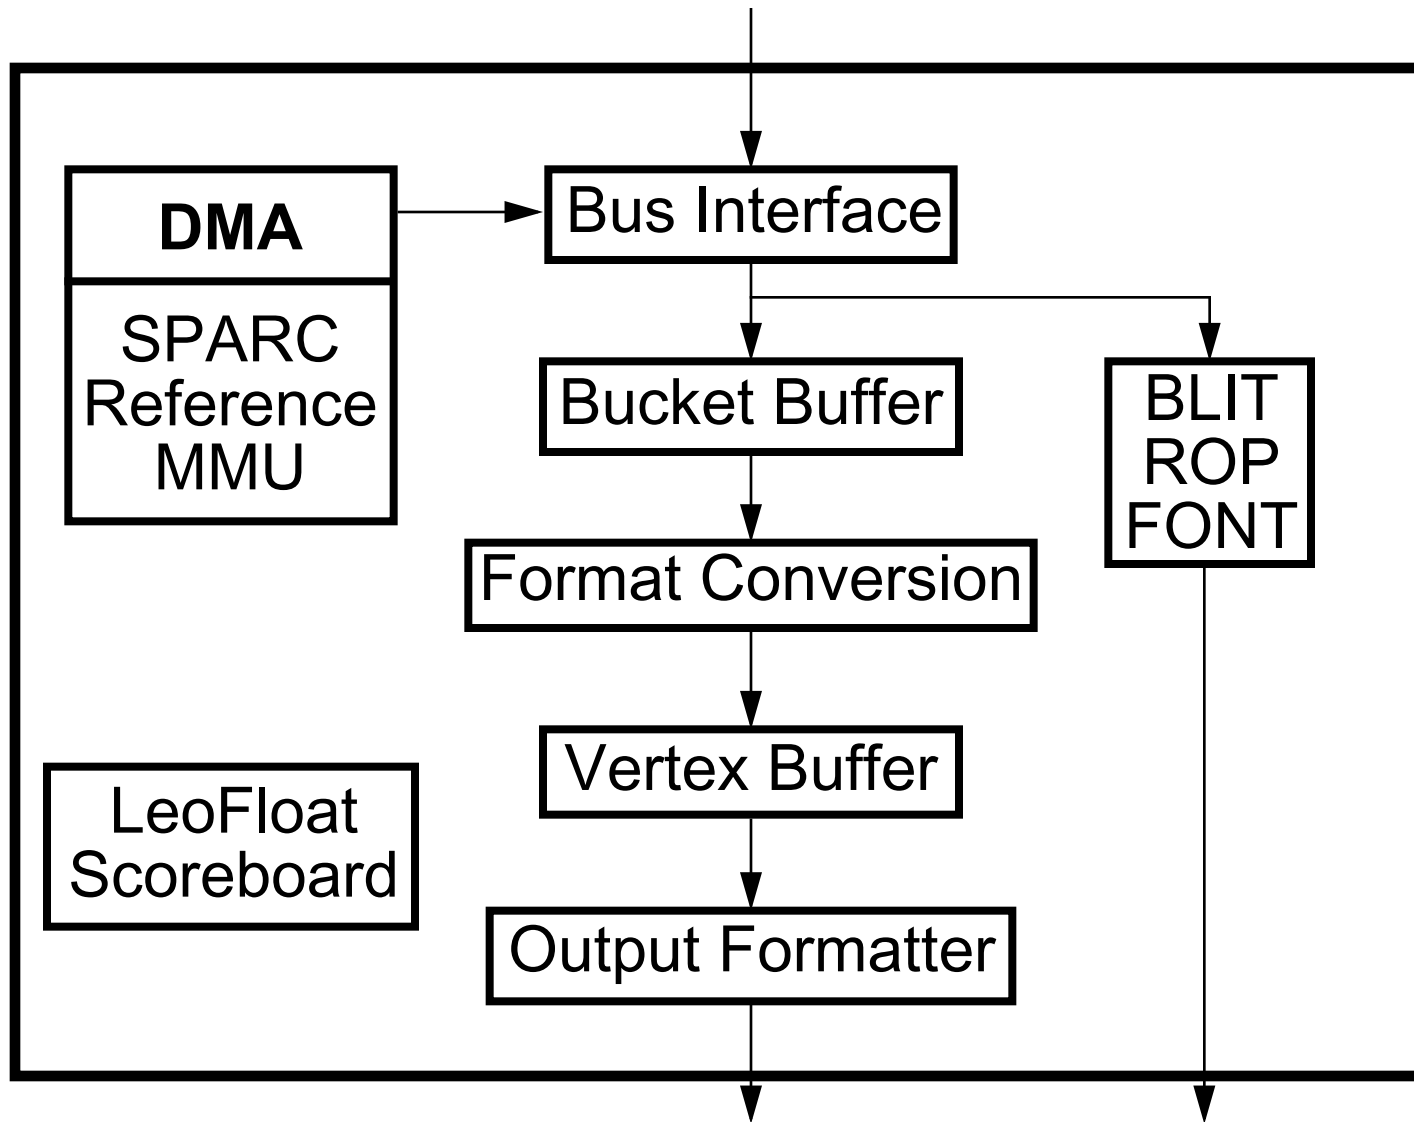 DMA
SPARC
Reference
MMU
Bus Interface
Bucket Buffer
BLIT
ROP
FONT
Format Conversion
Vertex Buffer
LeoFloat
Scoreboard
Output Formatter